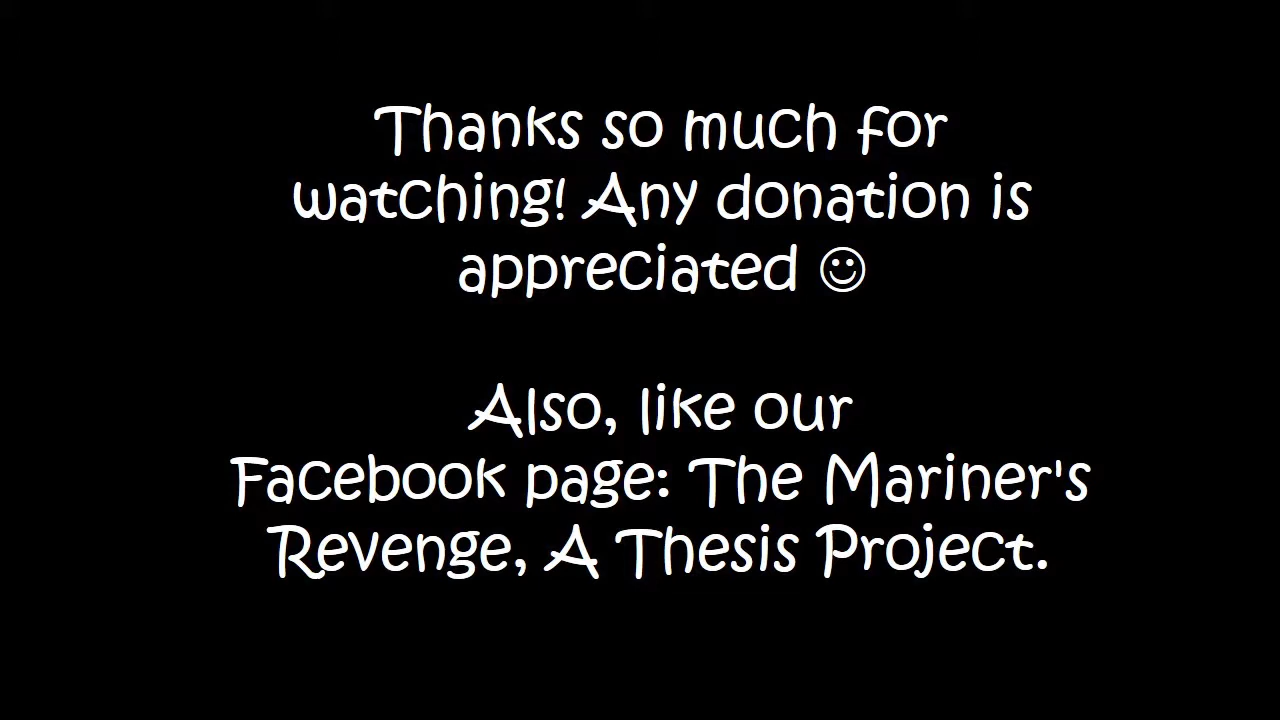 Thanks so much for
watching! Any donation is
appreciated ☺
Also, like our
Facebook page: The Mariner's
Revenge, A Thesis Project.